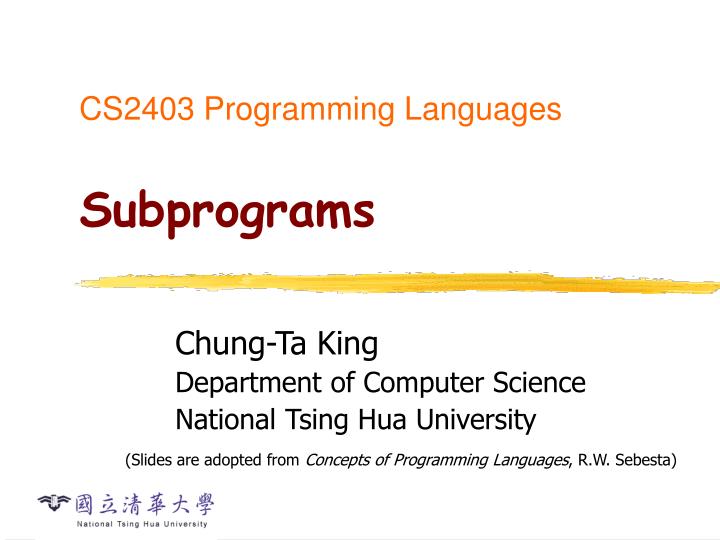 CS2403 Programming Languages
Subprograms
Chung-Ta King
Department of Computer Science
National Tsing Hua University
(Slides are adopted from Concepts of Programming Languages, R.W. Sebesta)
國立清華大學
National Tsing Hua University